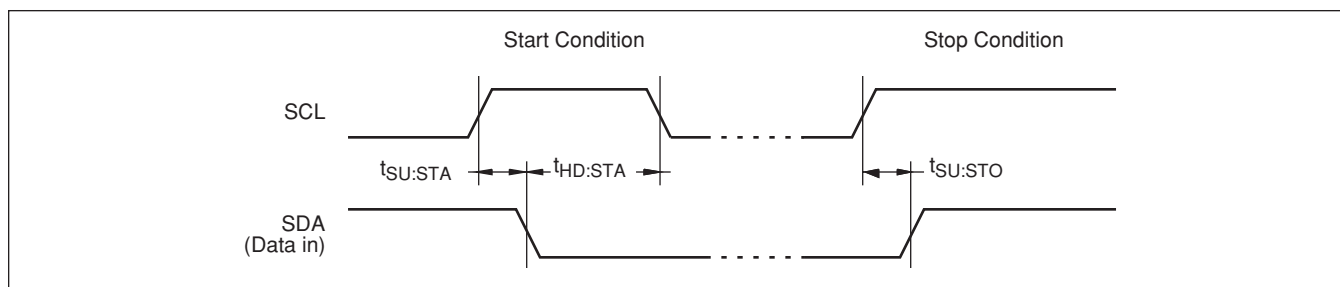 Start Condition
Stop Condition
SCL
tSU:STA
tHD:STA
tSU:STO
SDA
(Data in)